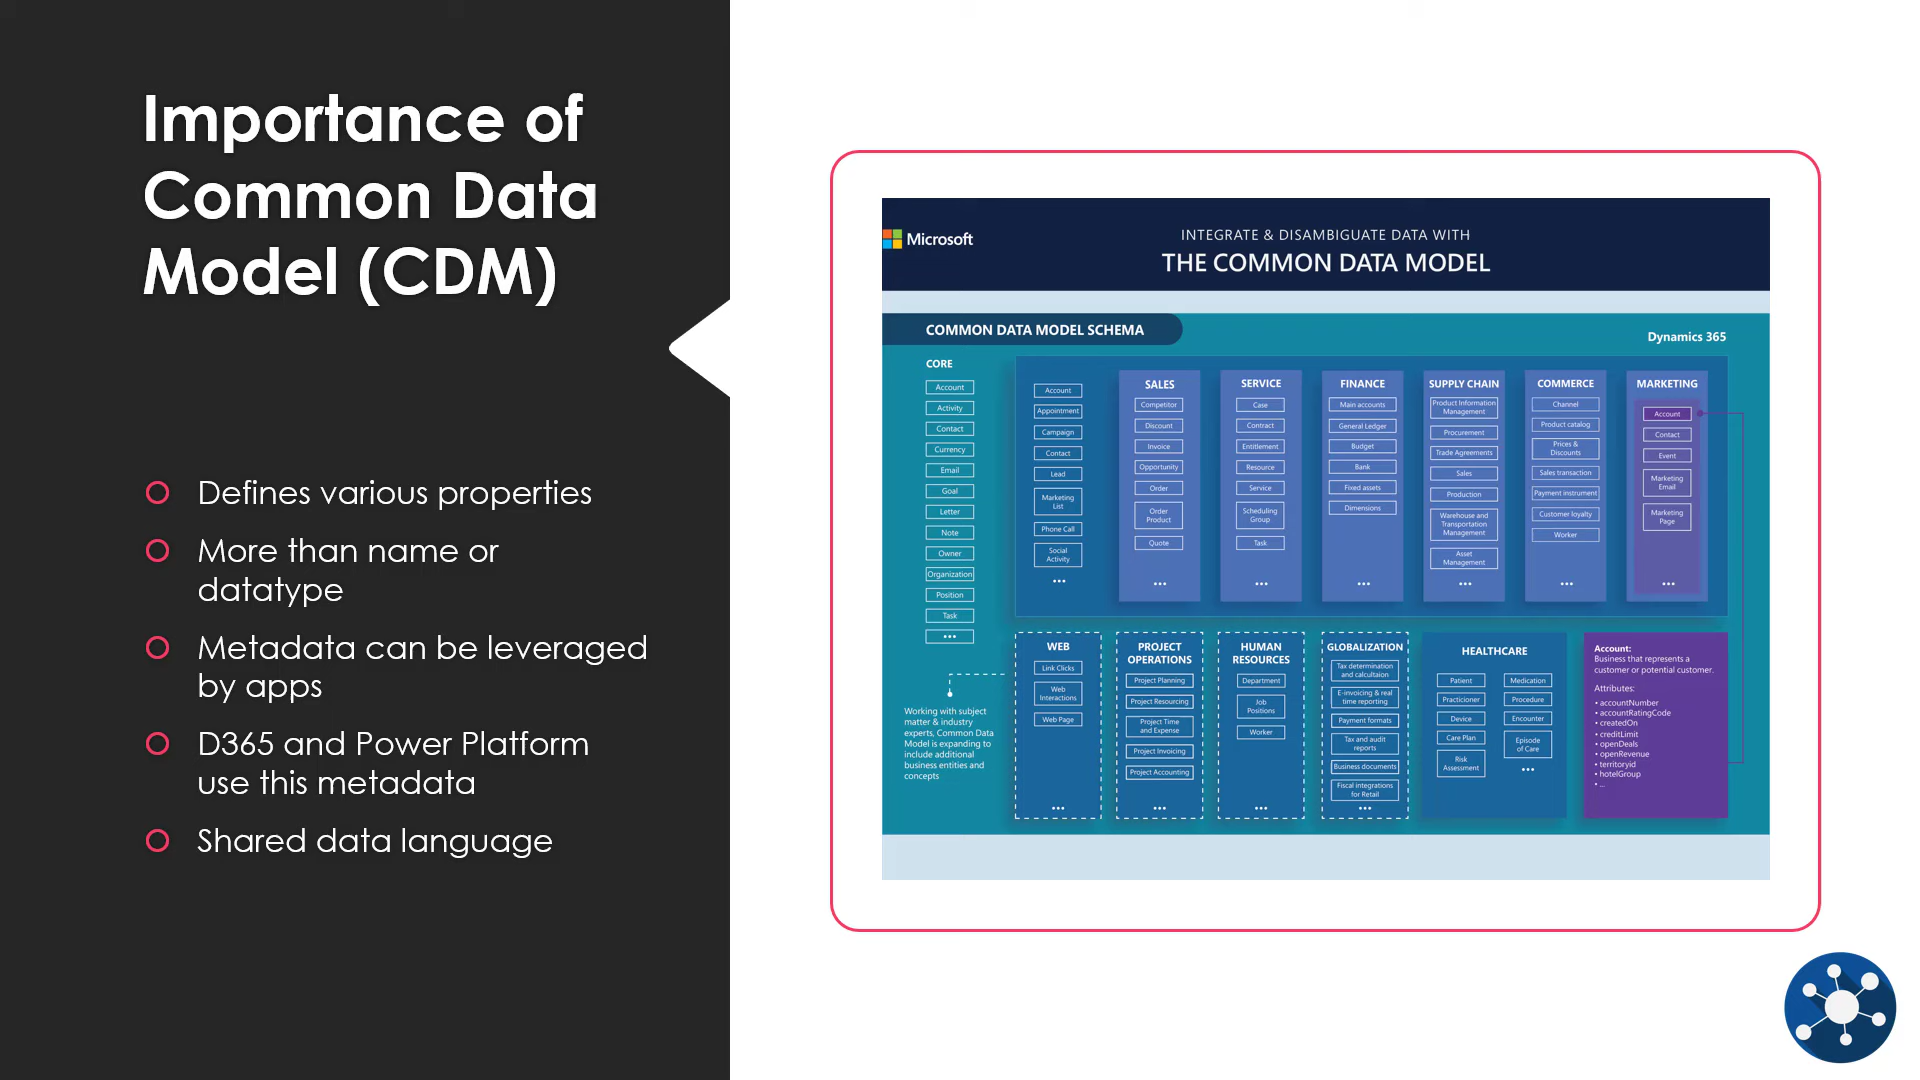 Importance of
Common Data
Model (CDM)
Defines various properties
More than name or
datatype
Metadata can be leveraged
by apps
D365 and Power Platform
use this metadata
Shared data language
Microsoft
INTEGRATE & DISAMBIGUATE DATA WITH
THE COMMON DATA MODEL
COMMON DATA MODEL SCHEMA
Dynamics 365
CORE
Account
Activity
Contact
Currency
Email
Goal
Letter
Note
Owner
Organization
Position
Task
...
Account
Appointment
Campaign
Contact
Lead
Marketing
List
Phone Call
Social
Activity
...
SALES
Competitor
Discount
Invoice
Opportunity
Order
Order
Product
Quote
...
SERVICE
Case
Contract
Entitlement
Resource
Service
Scheduling
Group
Task
...
FINANCE
Main accounts
General Ledger
Budget
Bank
Fixed assets
Dimensions
...
SUPPLY CHAIN
Product Information
Management
Procurement
Trade Agreements
Sales
Production
Warehouse and
Transportation
Management
Asset
Management
...
COMMERCE
Channel
Product catalog
Prices &
Discounts
Sales transaction
Payment instrument
Customer loyalty
Worker
...
MARKETING
Account
Contact
Event
Marketing
Email
Marketing
Page
...
Working with subject
matter & industry
experts, Common Data
Model is expanding to
include additional
business entities and
concepts
WEB
Link Clicks
Web
Interactions
Web Page
...
PROJECT
OPERATIONS
Project Planning
Project Resourcing
Project Time
and Expense
Project Invoicing
Project Accounting
...
HUMAN
RESOURCES
Department
Job
Positions
Worker
...
GLOBALIZATION
Tax determination
and calcultaion
E-invoicing & real
time reporting
Payment formats
Tax and audit
reports
Business documents
Fiscal integrations
for Retail
...
HEALTHCARE
Patient
Practicioner
Device
Care Plan
Risk
Assessment
Medication
Procedure
Encounter
Episode
of Care
...
Account:
Business that represents a
customer or potential customer.
Attributes:
• accountNumber
• accountRatingCode
• createdOn
• creditLimit
• openDeals
• openRevenue
• territoryid
• hotelGroup
• ...